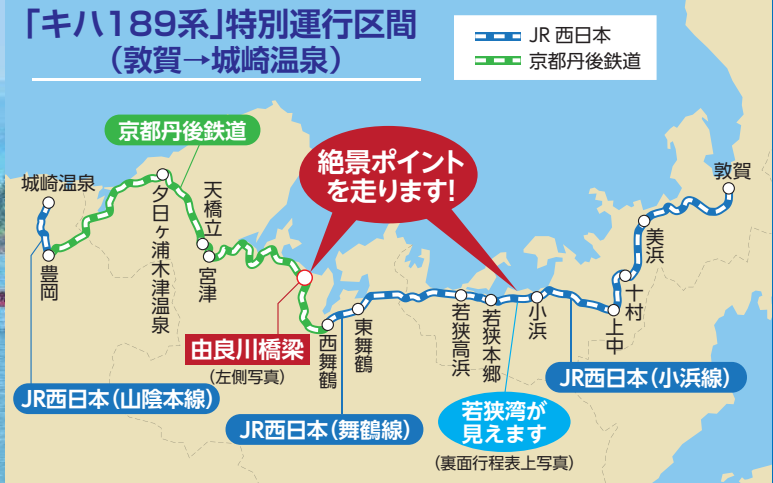 「キハ189系」特別運行区間
(敦賀→城崎温泉)
JR 西日本
京都丹後鉄道
京都丹後鉄道
絶景ポイント
を走ります!
城崎温泉
豊岡
夕日ヶ浦木津温泉
天橋立
宮津
由良川橋梁
(左側写真)
西舞鶴
東舞鶴
若狭高浜
若狭本郷
小浜
上中
十村
美浜
敦賀
JR西日本(山陰本線)
JR西日本(舞鶴線)
JR西日本(小浜線)
若狭湾が
見えます
(裏面行程表上写真)